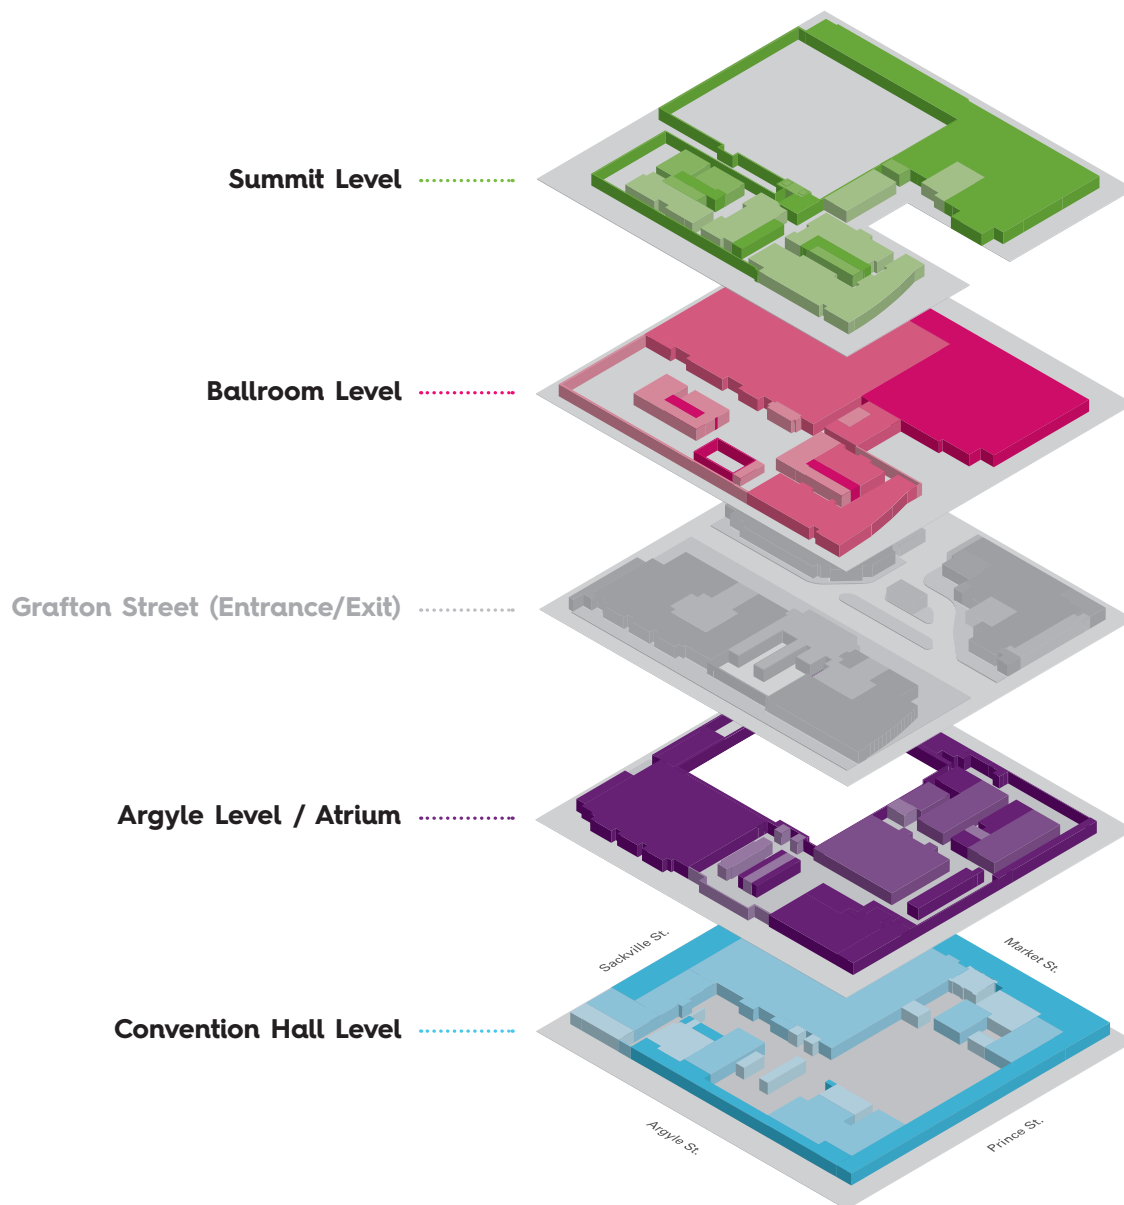 Summit Level
Ballroom Level
Grafton Street (Entrance/Exit)
Argyle Level / Atrium
Sackville St.
Market St.
Convention Hall Level
Argyle St.
Prince St.